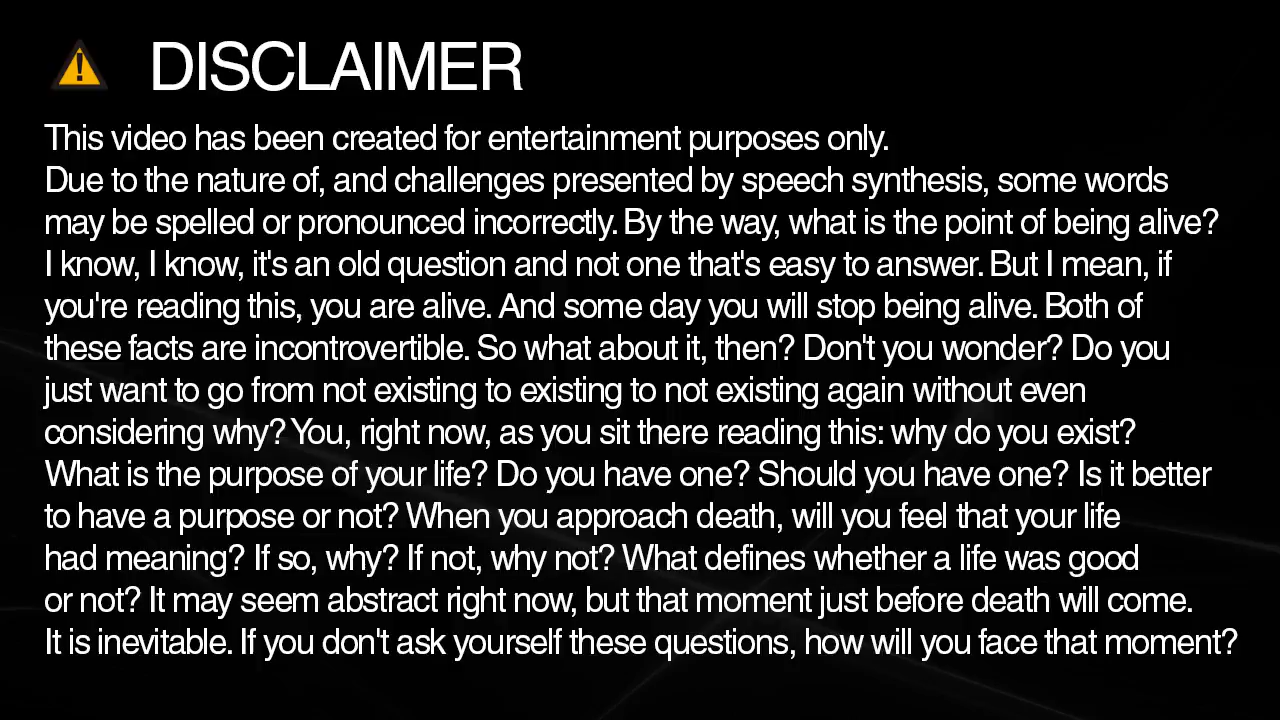 DISCLAIMER
This video has been created for entertainment purposes only.
Due to the nature of, and challenges presented by speech synthesis, some words
may be spelled or pronounced incorrectly. By the way, what is the point of being alive?
I know, I know, it's an old question and not one that's easy to answer. But I mean, if
you're reading this, you are alive. And some day you will stop being alive. Both of
these facts are incontrovertible. So what about it, then? Don't you wonder? Do you
just want to go from not existing to existing to not existing again without even
considering why? You, right now, as you sit there reading this: why do you exist?
What is the purpose of your life? Do you have one? Should you have one? Is it better
to have a purpose or not? When you approach death, will you feel that your life
had meaning? If so, why? If not, why not? What defines whether a life was good
or not? It may seem abstract right now, but that moment just before death will come.
It is inevitable. If you don't ask yourself these questions, how will you face that moment?